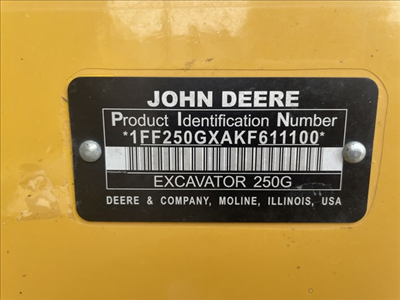 JOHN DEERE
Product Identification Number
*1FF250GXAKF611100*
EXCAVATOR 250G
DEERE & COMPANY, MOLINE, ILLINOIS, USA